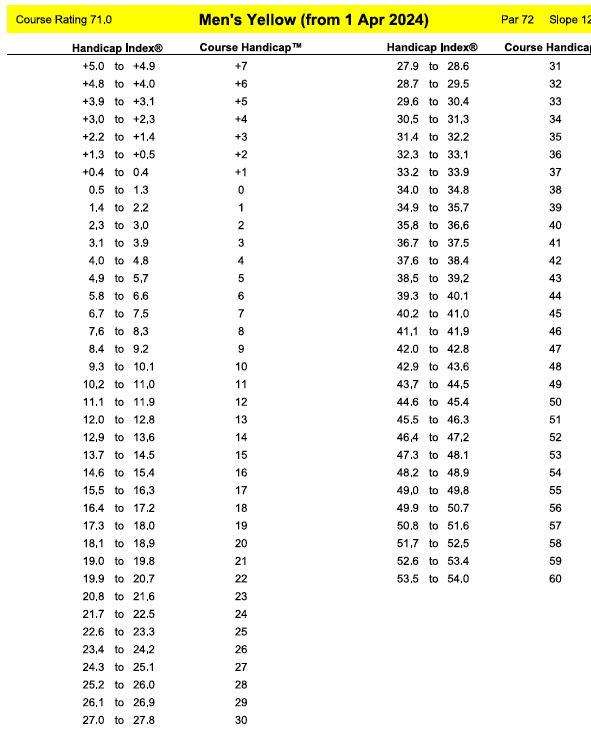 Course Rating 71.0 Men's Yellow (from 1 Apr 2024) Par 72 Slope 12
Handicap Index® Course Handicap™ Handicap Index® Course Handicap
+5.0 to +4.9 +7 27.9 to 28.6 31
+4.8 to +4.0 +6 28.7 to 29.5 32
+3.9 to +3.1 +5 29.6 to 30.4 33
+3.0 to +2.3 +4 30.5 to 31.3 34
+2.2 to +1.4 +3 31.4 to 32.2 35
+1.3 to +0.5 +2 32.3 to 33.1 36
+0.4 to 0.4 +1 33.2 to 33.9 37
0.5 to 1.3 0 34.0 to 34.8 38
1.4 to 2.2 1 34.9 to 35.7 39
2.3 to 3.0 2 35.8 to 36.6 40
3.1 to 3.9 3 36.7 to 37.5 41
4.0 to 4.8 4 37.6 to 38.4 42
4.9 to 5.7 5 38.5 to 39.2 43
5.8 to 6.6 6 39.3 to 40.1 44
6.7 to 7.5 7 40.2 to 41.0 45
7.6 to 8.3 8 41.1 to 41.9 46
8.4 to 9.2 9 42.0 to 42.8 47
9.3 to 10.1 10 42.9 to 43.6 48
10.2 to 11.0 11 43.7 to 44.5 49
11.1 to 11.9 12 44.6 to 45.4 50
12.0 to 12.8 13 45.5 to 46.3 51
12.9 to 13.6 14 46.4 to 47.2 52
13.7 to 14.5 15 47.3 to 48.1 53
14.6 to 15.4 16 48.2 to 48.9 54
15.5 to 16.3 17 49.0 to 49.8 55
16.4 to 17.2 18 49.9 to 50.7 56
17.3 to 18.0 19 50.8 to 51.6 57
18.1 to 18.9 20 51.7 to 52.5 58
19.0 to 19.8 21 52.6 to 53.4 59
19.9 to 20.7 22 53.5 to 54.0 60
20.8 to 21.6 23
21.7 to 22.5 24
22.6 to 23.3 25
23.4 to 24.2 26
24.3 to 25.1 27
25.2 to 26.0 28
26.1 to 26.9 29
27.0 to 27.8 30